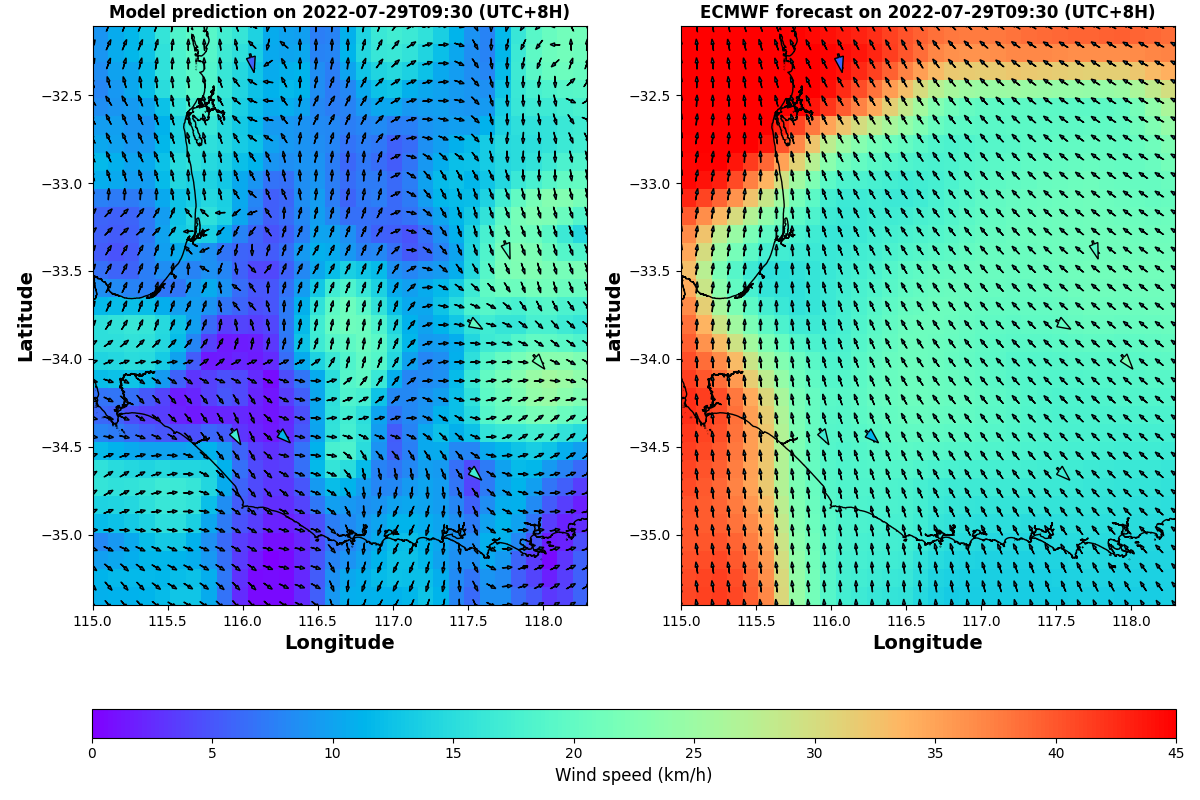 Model prediction on 2022-07-29T09:30 (UTC+8H)
ECMWF forecast on 2022-07-29T09:30 (UTC+8H)
Latitude
−32.5
−33.0
−33.5
−34.0
−34.5
−35.0
115.0 115.5 116.0 116.5 117.0 117.5 118.0
Longitude
Latitude
−32.5
−33.0
−33.5
−34.0
−34.5
−35.0
115.0 115.5 116.0 116.5 117.0 117.5 118.0
Longitude
0 5 10 15 20 25 30 35 40 45
Wind speed (km/h)